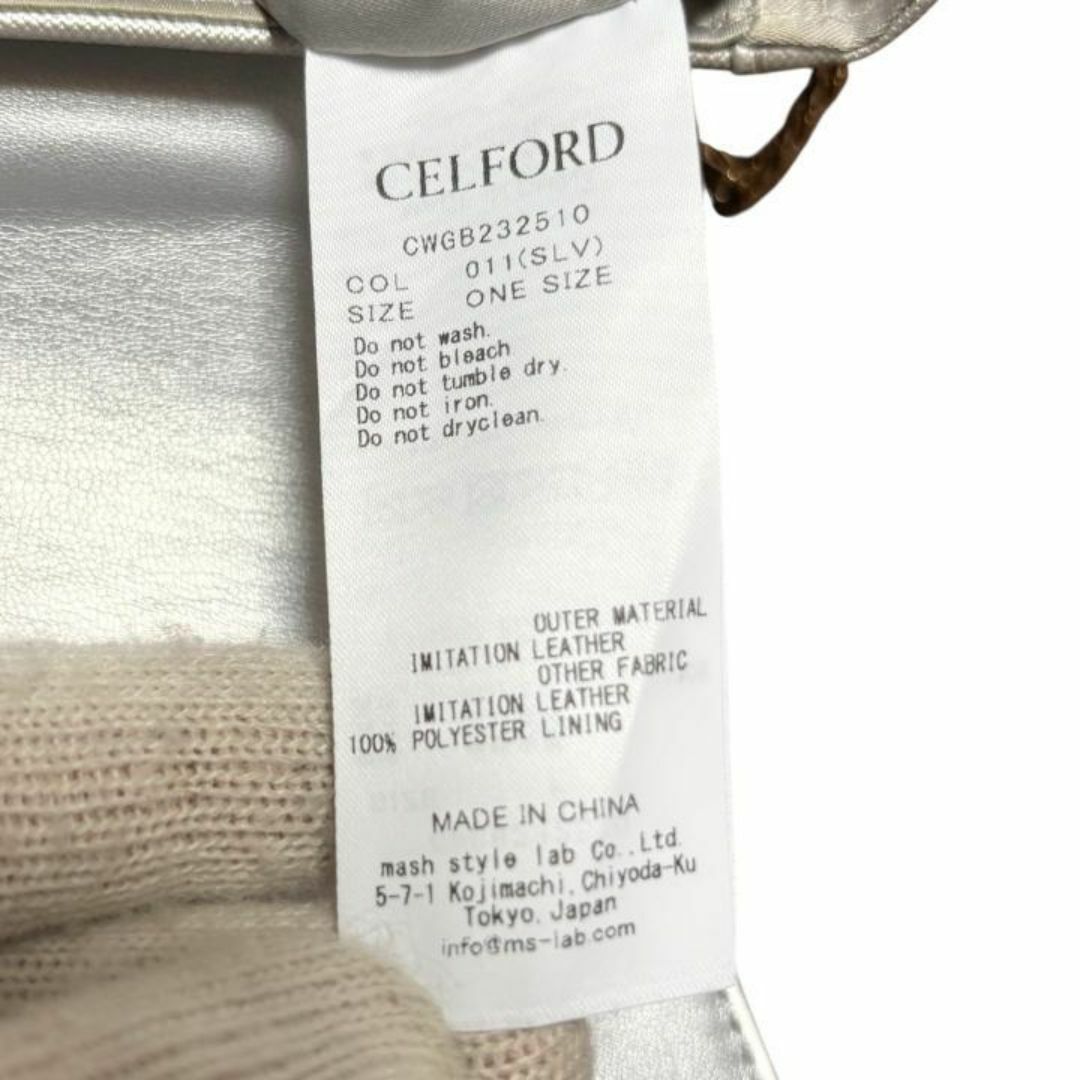 CELFORD
CWGB232510
COL 011(SLV)
SIZE ONE SIZE
Do not wash.
Do not bleach
Do not tumble dry.
Do not iron.
Do not dryclean.
OUTER MATERIAL
IMITATION LEATHER
OTHER FABRIC
IMITATION LEATHER
100% POLYESTER LINING
MADE IN CHINA
mash style lab Co.,Ltd.
5-7-1 Kojimachi, Chiyoda-Ku
Tokyo, Japan
info@ms-lab.com